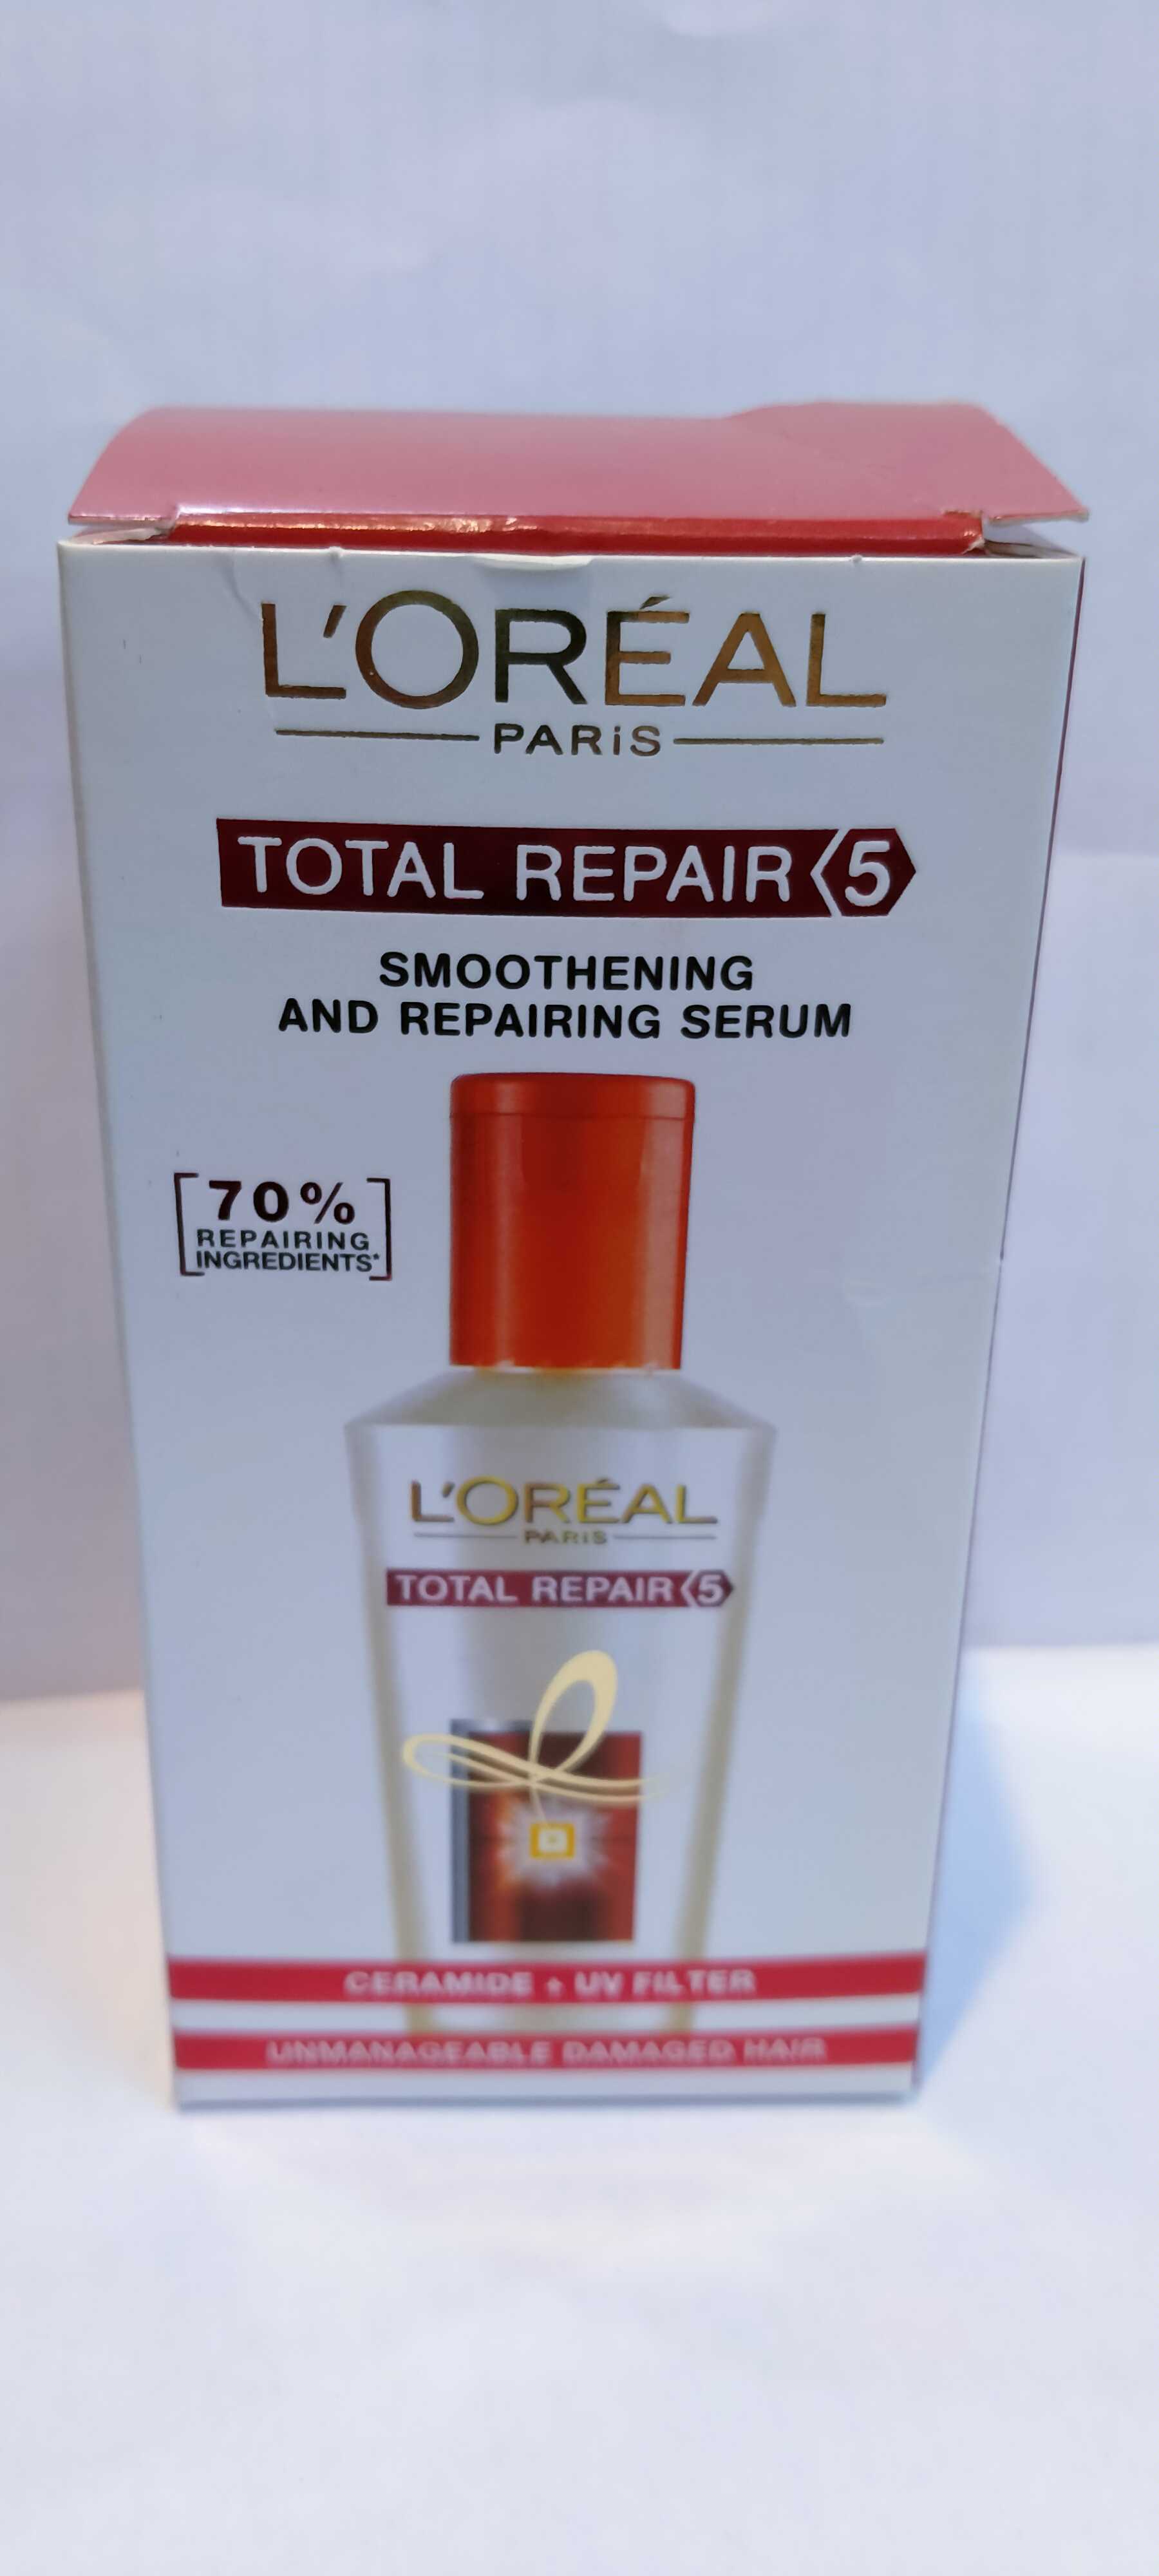 L'ORÉAL
PARiS
TOTAL REPAIR 5
SMOOTHENING
AND REPAIRING SERUM
70%
REPAIRING
INGREDIENTS*
L'ORÉAL
PARIS
TOTAL REPAIR 5
CERAMIDE + UV FILTER
UNMANAGEABLE DAMAGED HAIR